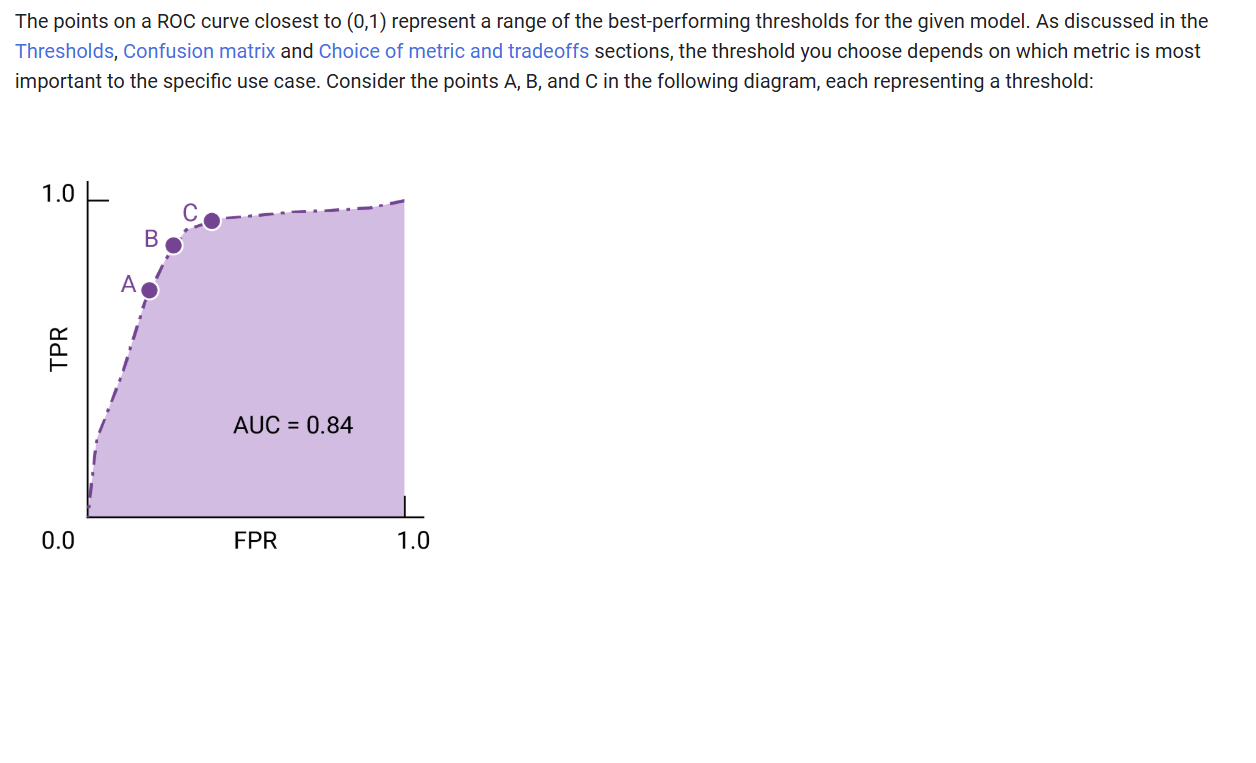 The points on a ROC curve closest to (0,1) represent a range of the best-performing thresholds for the given model. As discussed in the
Thresholds, Confusion matrix and Choice of metric and tradeoffs sections, the threshold you choose depends on which metric is most
important to the specific use case. Consider the points A, B, and C in the following diagram, each representing a threshold:
1.0
C
B
A
TPR
AUC = 0.84
0.0 FPR 1.0